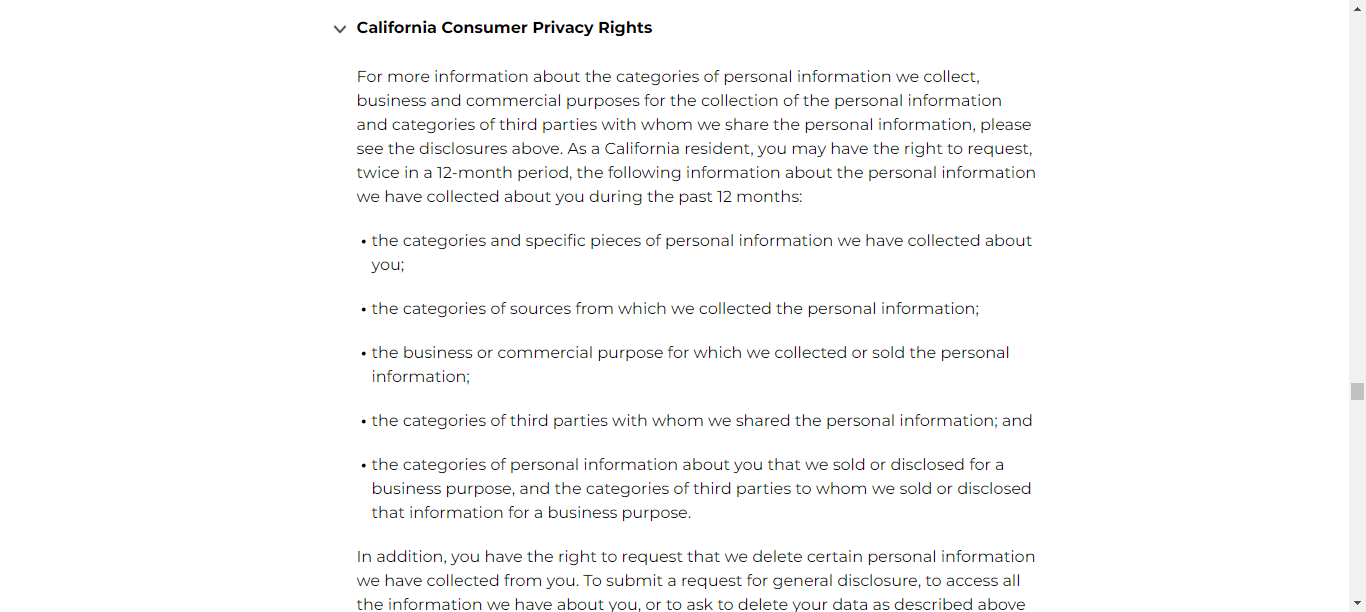 California Consumer Privacy Rights
For more information about the categories of personal information we collect,
business and commercial purposes for the collection of the personal information
and categories of third parties with whom we share the personal information, please
see the disclosures above. As a California resident, you may have the right to request,
twice in a 12-month period, the following information about the personal information
we have collected about you during the past 12 months:
• the categories and specific pieces of personal information we have collected about
you;
• the categories of sources from which we collected the personal information;
• the business or commercial purpose for which we collected or sold the personal
information;
• the categories of third parties with whom we shared the personal information; and
• the categories of personal information about you that we sold or disclosed for a
business purpose, and the categories of third parties to whom we sold or disclosed
that information for a business purpose.
In addition, you have the right to request that we delete certain personal information
we have collected from you. To submit a request for general disclosure, to access all
the information we have about you, or to ask to delete your data as described above